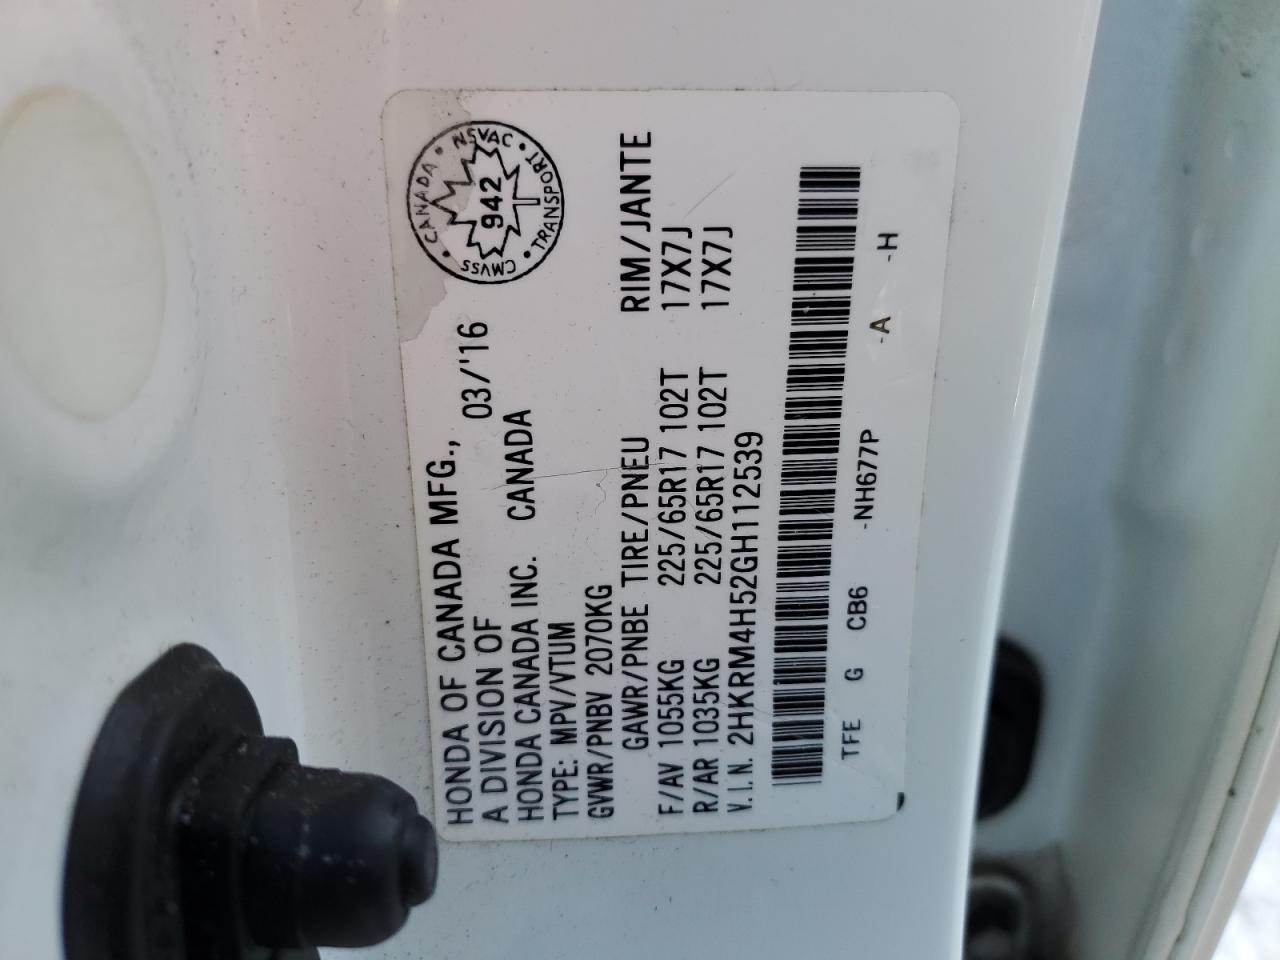 HONDA OF CANADA MFG., 03/'16
A DIVISION OF
HONDA CANADA INC. CANADA
TYPE: MPV/VTUM
GVWR/PNBV 2070KG
GAWR/PNBE TIRE/PNEU RIM/JANTE
F/AV 1055KG 225/65R17 102T 17X7J
R/AR 1035KG 225/65R17 102T 17X7J
V.I.N. 2HKRM4H52GH112539
TFE G CB6 -NH677P -A -H
CANADA • NSVAC • TRANSPORT • CMVSS •
942